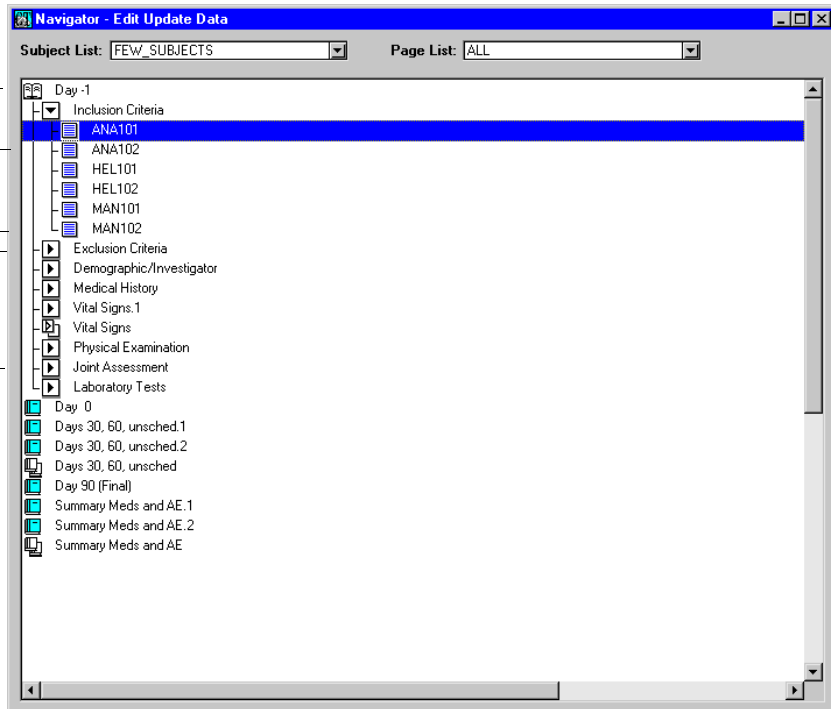 Navigator - Edit Update Data
Subject List: FEW_SUBJECTS Page List: ALL
Day -1
Inclusion Criteria
ANA101
ANA102
HEL101
HEL102
MAN101
MAN102
Exclusion Criteria
Demographic/Investigator
Medical History
Vital Signs.1
Vital Signs
Physical Examination
Joint Assessment
Laboratory Tests
Day 0
Days 30, 60, unsched.1
Days 30, 60, unsched.2
Days 30, 60, unsched
Day 90 (Final)
Summary Meds and AE.1
Summary Meds and AE.2
Summary Meds and AE